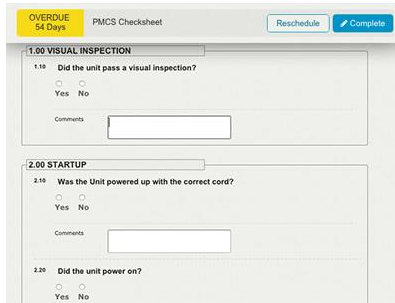 OVERDUE
54 Days
PMCS Checksheet
Reschedule
Complete
1.00 VISUAL INSPECTION
1.10 Did the unit pass a visual inspection?
Yes No
Comments
2.00 STARTUP
2.10 Was the Unit powered up with the correct cord?
Yes No
Comments
2.20 Did the unit power on?
Yes No